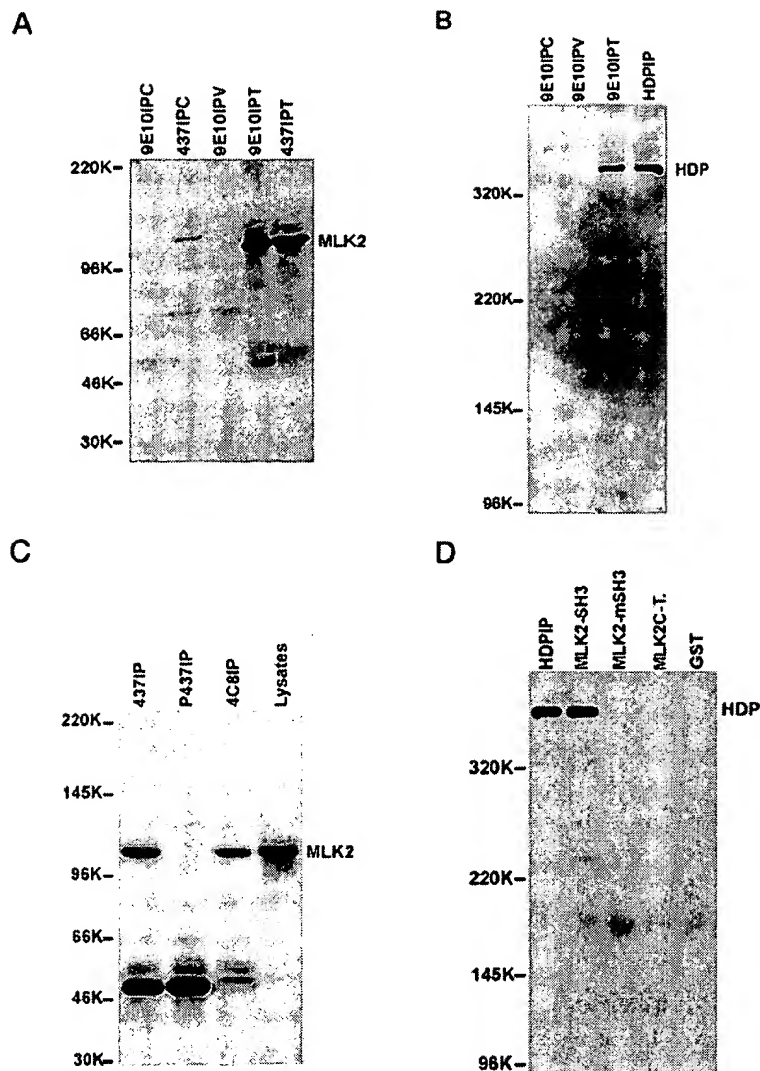 A
9E10IPC
437IPC
9E10IPV
9E10IPT
437IPT
220K
96K
66K
46K
30K
MLK2
B
9E10IPC
9E10IPV
9E10IPT
HDPIP
320K
220K
145K
96K
HDP
C
437IP
P437IP
4C8IP
Lysates
220K
145K
96K
66K
46K
30K
MLK2
D
HDPIP
MLK2-SH3
MLK2-mSH3
MLK2C-T.
GST
320K
220K
145K
96K
HDP